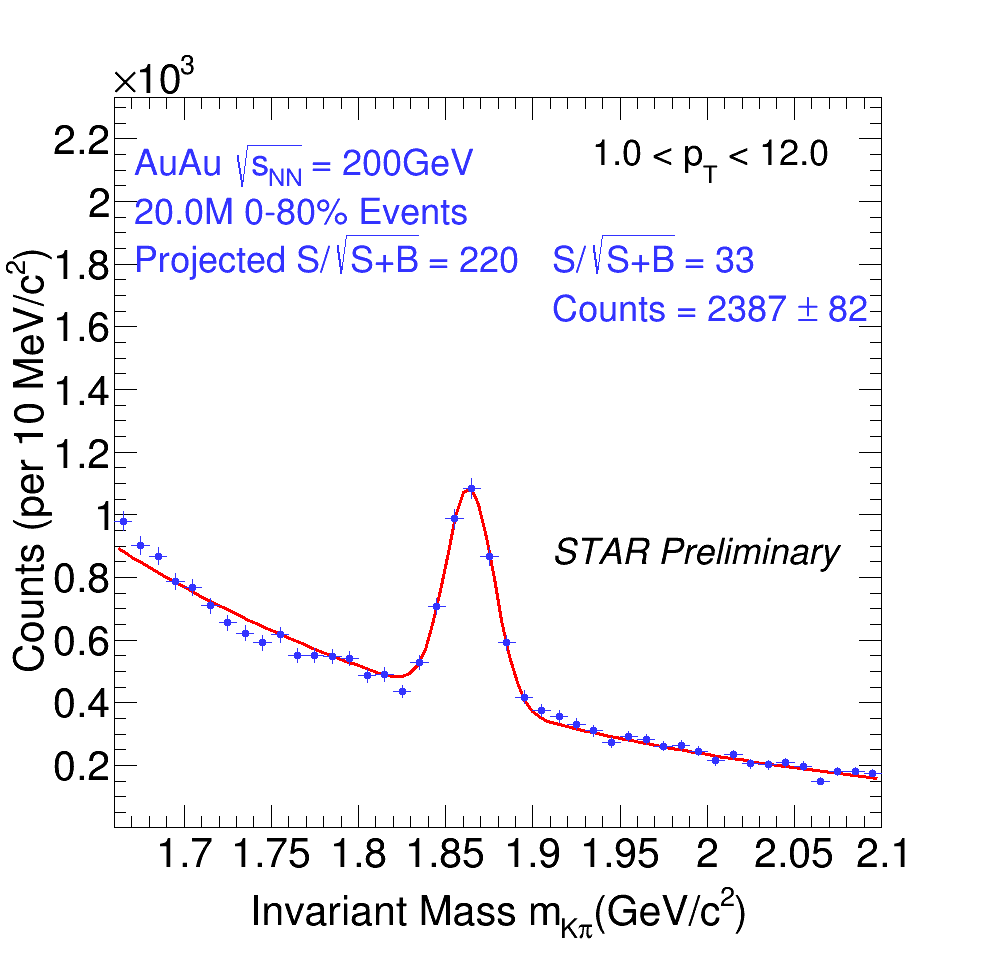 ×10³
2.2
2
1.8
1.6
1.4
1.2
1
0.8
0.6
0.4
0.2
Counts (per 10 MeV/c²)
AuAu √sNN = 200GeV
20.0M 0-80% Events
Projected S/√S+B = 220
1.0 < pT < 12.0
S/√S+B = 33
Counts = 2387 ± 82
STAR Preliminary
1.7 1.75 1.8 1.85 1.9 1.95 2 2.05 2.1
Invariant Mass mKπ(GeV/c²)